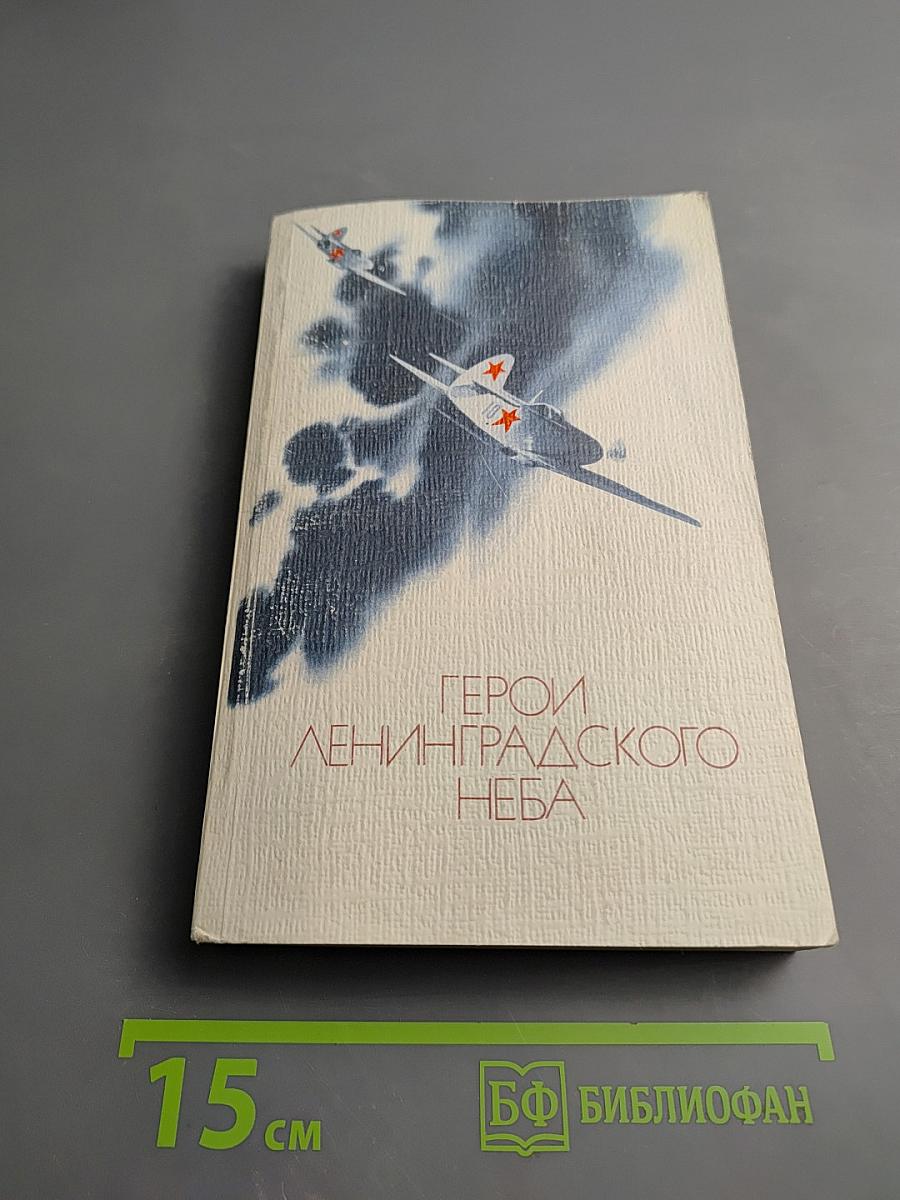 ГЕРОИ
ЛЕНИНГРАДСКОГО
НЕБА
15 см
БФ БИБЛИОФАН